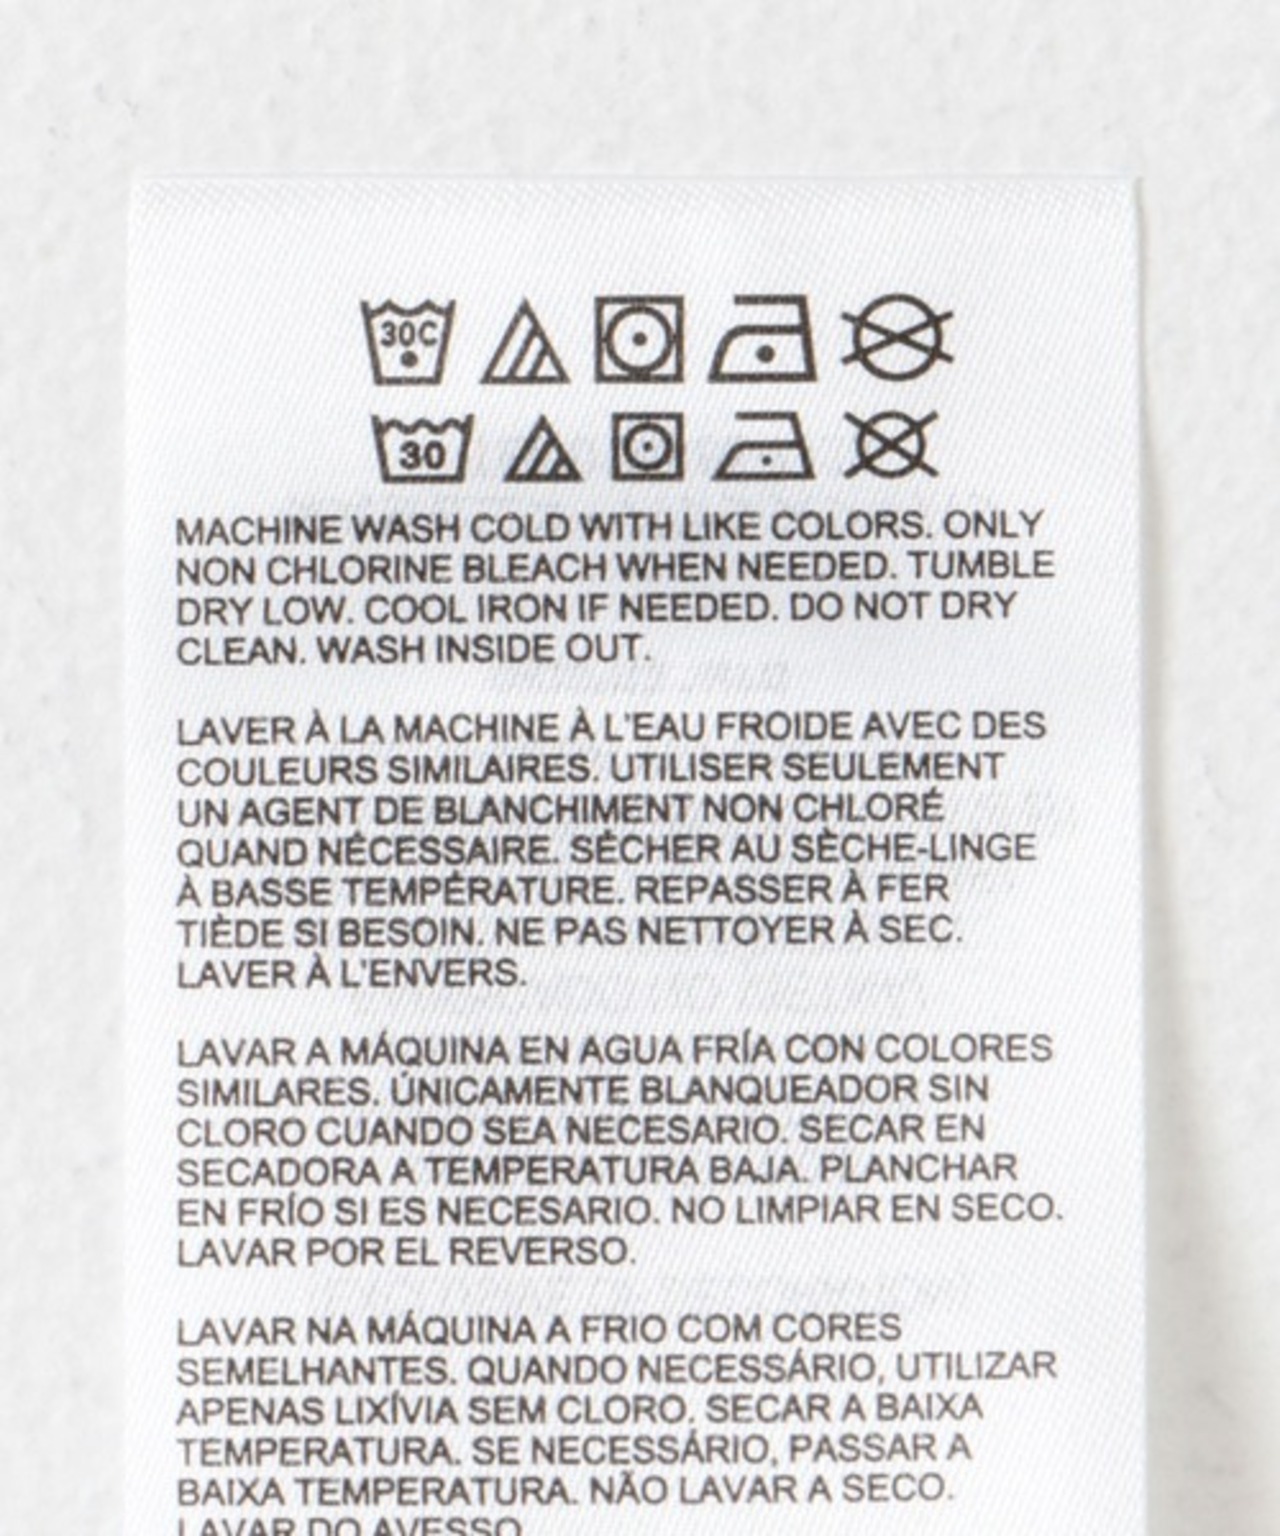 30C
30
MACHINE WASH COLD WITH LIKE COLORS. ONLY
NON CHLORINE BLEACH WHEN NEEDED. TUMBLE
DRY LOW. COOL IRON IF NEEDED. DO NOT DRY
CLEAN. WASH INSIDE OUT.
LAVER À LA MACHINE À L'EAU FROIDE AVEC DES
COULEURS SIMILAIRES. UTILISER SEULEMENT
UN AGENT DE BLANCHIMENT NON CHLORÉ
QUAND NÉCESSAIRE. SÉCHER AU SÈCHE-LINGE
À BASSE TEMPÉRATURE. REPASSER À FER
TIÈDE SI BESOIN. NE PAS NETTOYER À SEC.
LAVER À L'ENVERS.
LAVAR A MÁQUINA EN AGUA FRÍA CON COLORES
SIMILARES. ÚNICAMENTE BLANQUEADOR SIN
CLORO CUANDO SEA NECESARIO. SECAR EN
SECADORA A TEMPERATURA BAJA. PLANCHAR
EN FRÍO SI ES NECESARIO. NO LIMPIAR EN SECO.
LAVAR POR EL REVERSO.
LAVAR NA MÁQUINA A FRIO COM CORES
SEMELHANTES. QUANDO NECESSÁRIO, UTILIZAR
APENAS LIXÍVIA SEM CLORO. SECAR A BAIXA
TEMPERATURA. SE NECESSÁRIO, PASSAR A
BAIXA TEMPERATURA. NÃO LAVAR A SECO.
LAVAR DO AVESSO.